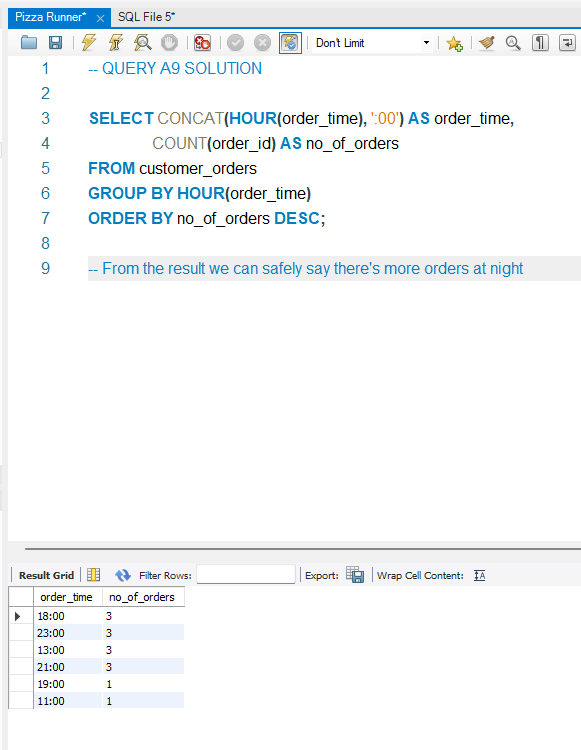 Pizza Runner* SQL File 5*
Don't Limit
1 -- QUERY A9 SOLUTION
2
3 SELECT CONCAT(HOUR(order_time), ':00') AS order_time,
4 COUNT(order_id) AS no_of_orders
5 FROM customer_orders
6 GROUP BY HOUR(order_time)
7 ORDER BY no_of_orders DESC;
8
9 -- From the result we can safely say there's more orders at night
Result Grid Filter Rows: Export: Wrap Cell Content:
order_time no_of_orders
18:00 3
23:00 3
13:00 3
21:00 3
19:00 1
11:00 1